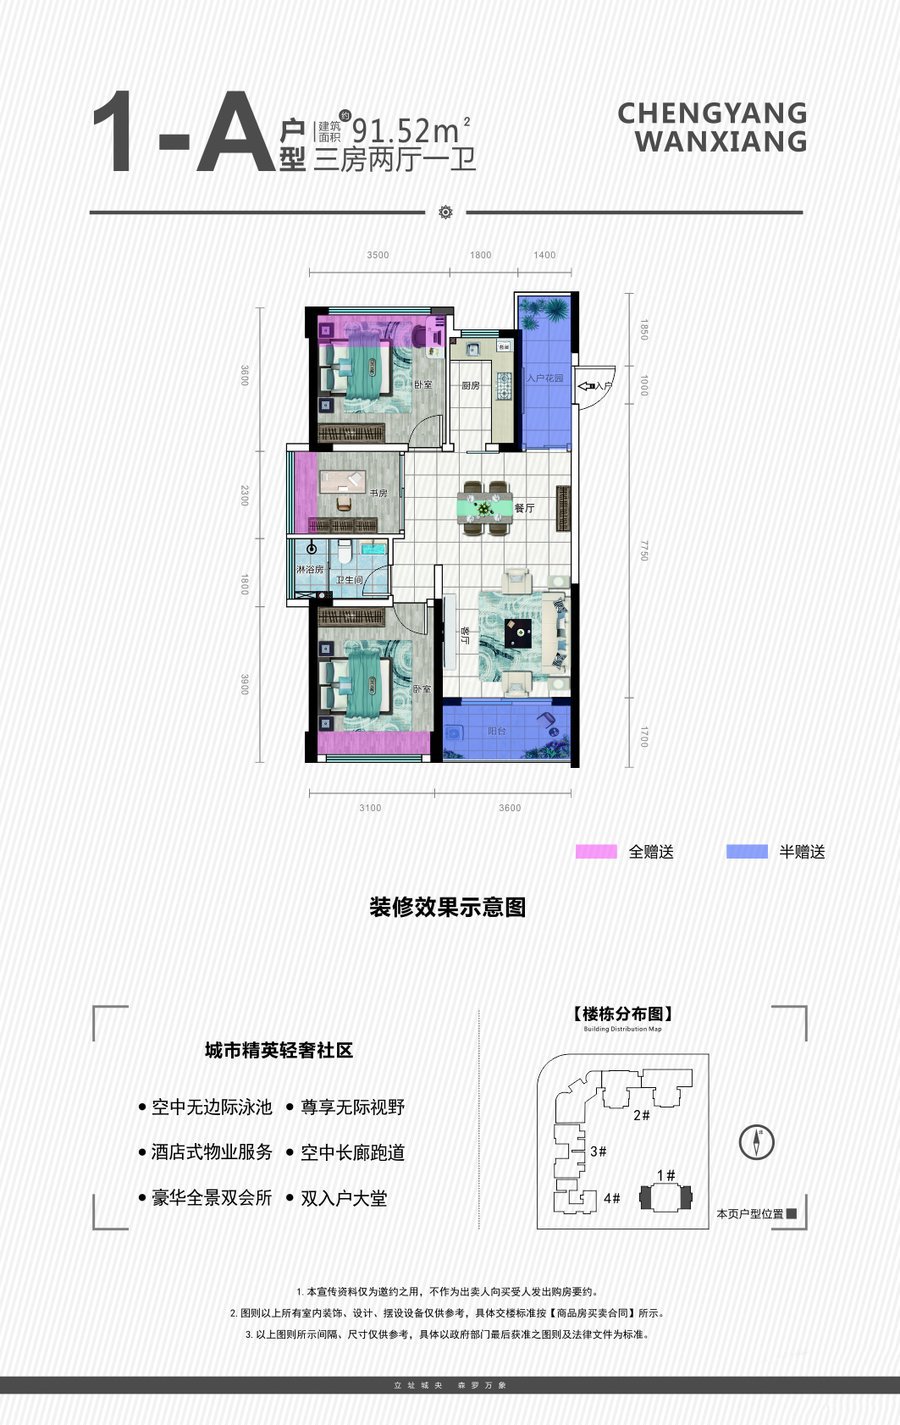 1-A
户型
建筑面积
约
91.52m²
三房两厅一卫
CHENGYANG
WANXIANG
3500
1800
1400
3600
2300
1800
3900
1850
1000
7750
1700
卧室
厨房
入户花园
入户
书房
餐厅
淋浴房
卫生间
客厅
卧室
阳台
3100
3600
全赠送
半赠送
装修效果示意图
城市精英轻奢社区
● 空中无边际泳池 ● 尊享无际视野
● 酒店式物业服务 ● 空中长廊跑道
● 豪华全景双会所 ● 双入户大堂
【楼栋分布图】
Building Distribution Map
2#
3#
1#
4#
北
本页户型位置
1. 本宣传资料仅为邀约之用，不作为出卖人向买受人发出购房要约。
2. 图则以上所有室内装饰、设计、摆设设备仅供参考，具体交楼标准按【商品房买卖合同】所示。
3. 以上图则所示间隔、尺寸仅供参考，具体以政府部门最后获准之图则及法律文件为标准。
立址城央 森罗万象